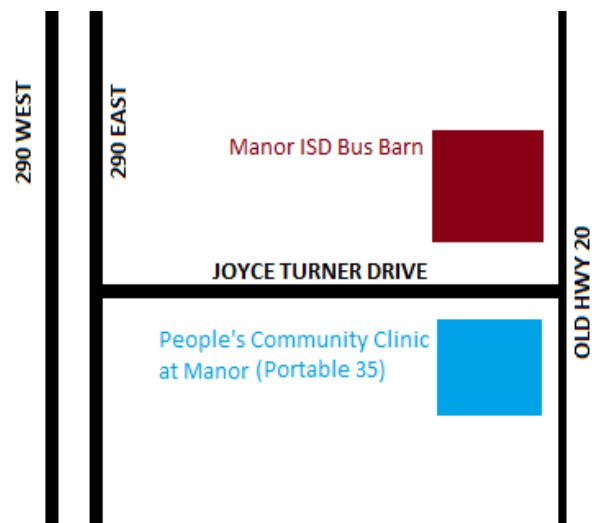 290 WEST
290 EAST
Manor ISD Bus Barn
JOYCE TURNER DRIVE
OLD HWY 20
People's Community Clinic
at Manor (Portable 35)